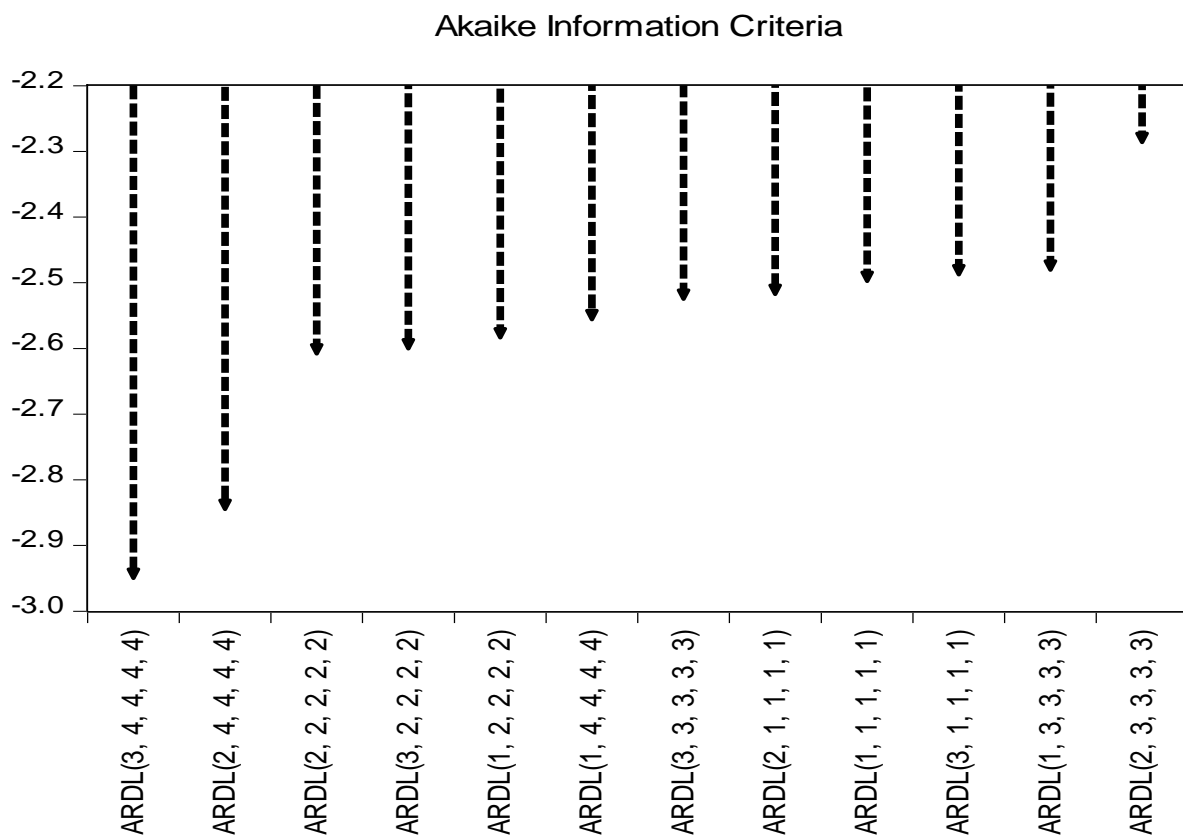 Akaike Information Criteria
-2.2
-2.3
-2.4
-2.5
-2.6
-2.7
-2.8
-2.9
-3.0
ARDL(3, 4, 4, 4, 4)
ARDL(2, 4, 4, 4, 4)
ARDL(2, 2, 2, 2, 2)
ARDL(3, 2, 2, 2, 2)
ARDL(1, 2, 2, 2, 2)
ARDL(1, 4, 4, 4, 4)
ARDL(3, 3, 3, 3, 3)
ARDL(2, 1, 1, 1, 1)
ARDL(1, 1, 1, 1, 1)
ARDL(3, 1, 1, 1, 1)
ARDL(1, 3, 3, 3, 3)
ARDL(2, 3, 3, 3, 3)